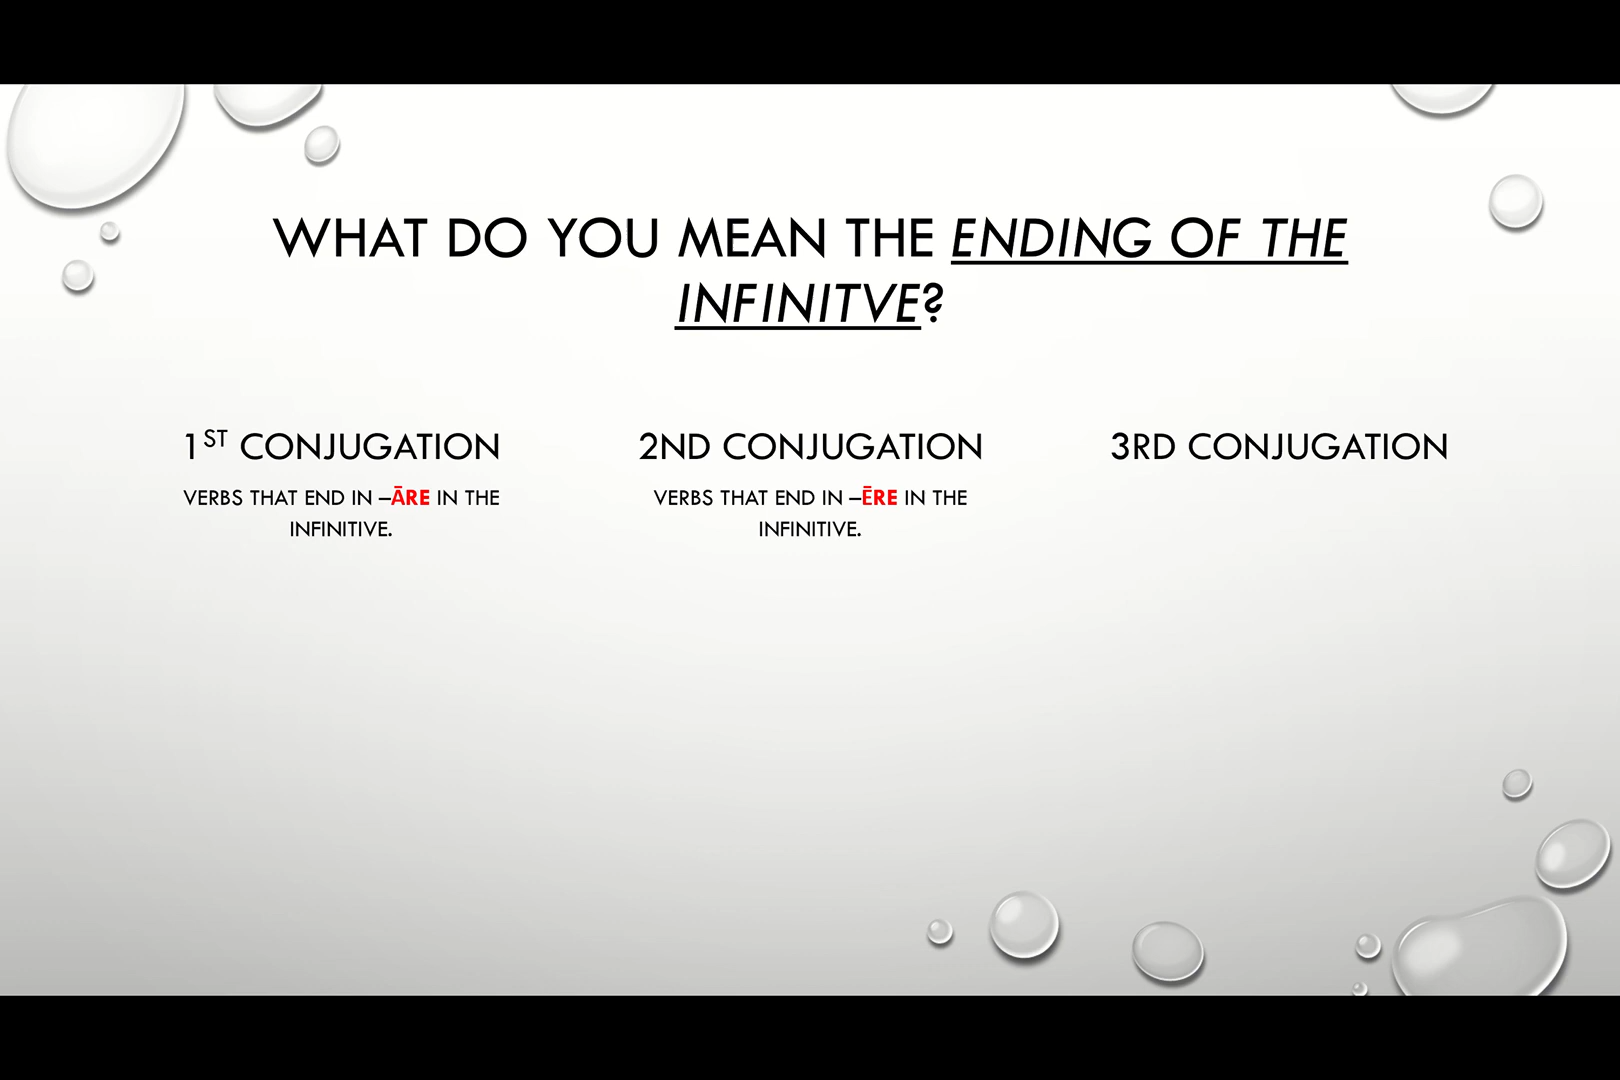 WHAT DO YOU MEAN THE ENDING OF THE
INFINITVE?
1ST CONJUGATION
VERBS THAT END IN –ĀRE IN THE
INFINITIVE.
2ND CONJUGATION
VERBS THAT END IN –ĒRE IN THE
INFINITIVE.
3RD CONJUGATION